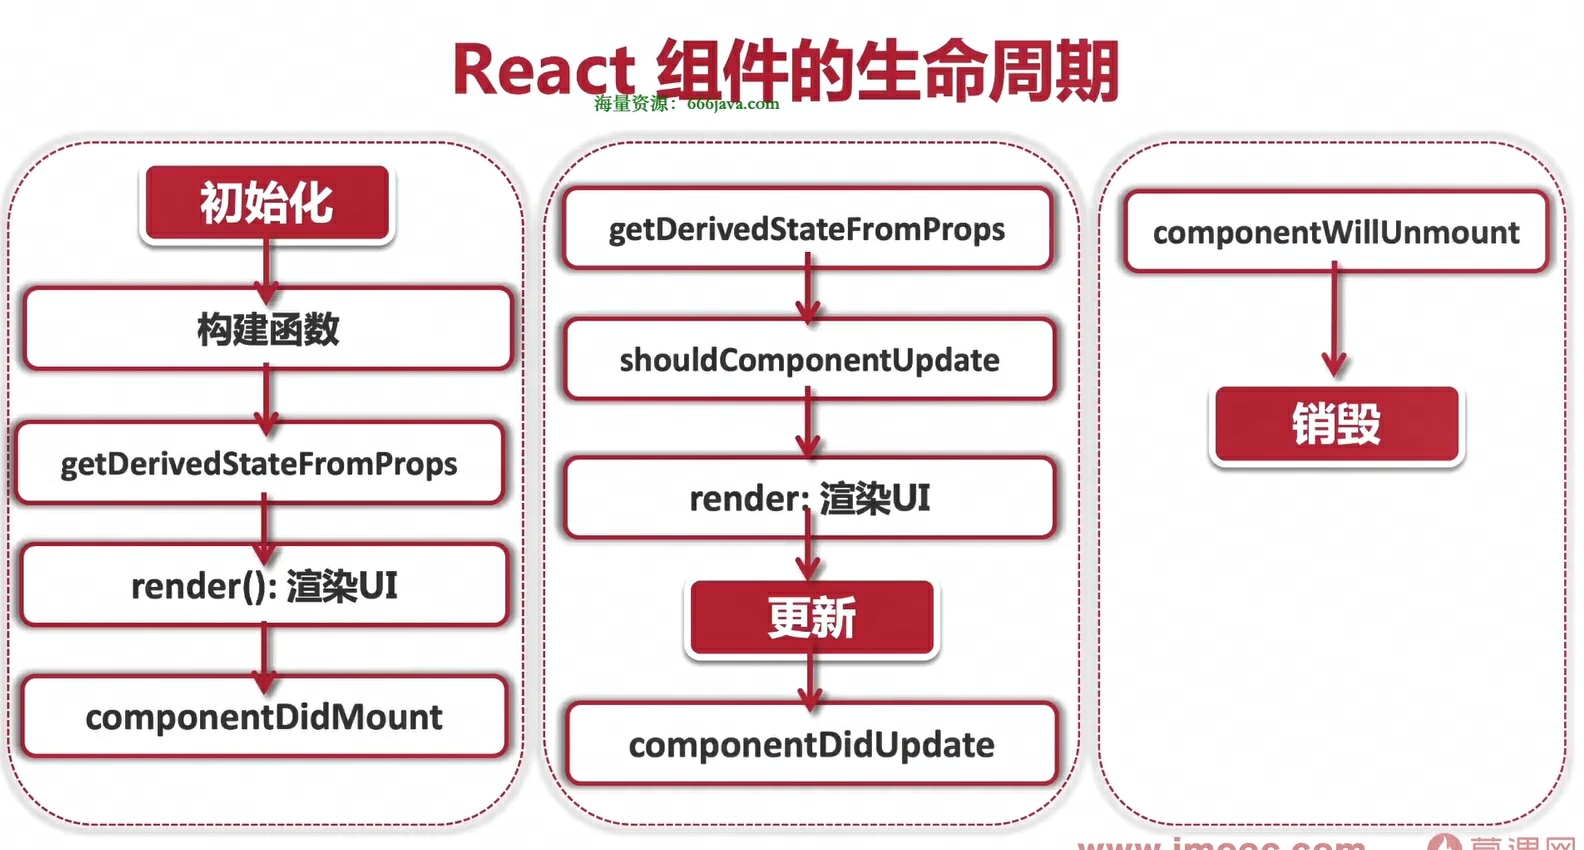 React 组件的生命周期
海量资源：666java.com
初始化
构建函数
getDerivedStateFromProps
render(): 渲染UI
componentDidMount
getDerivedStateFromProps
shouldComponentUpdate
render: 渲染UI
更新
componentDidUpdate
componentWillUnmount
销毁
www.imooc.com 慕课网